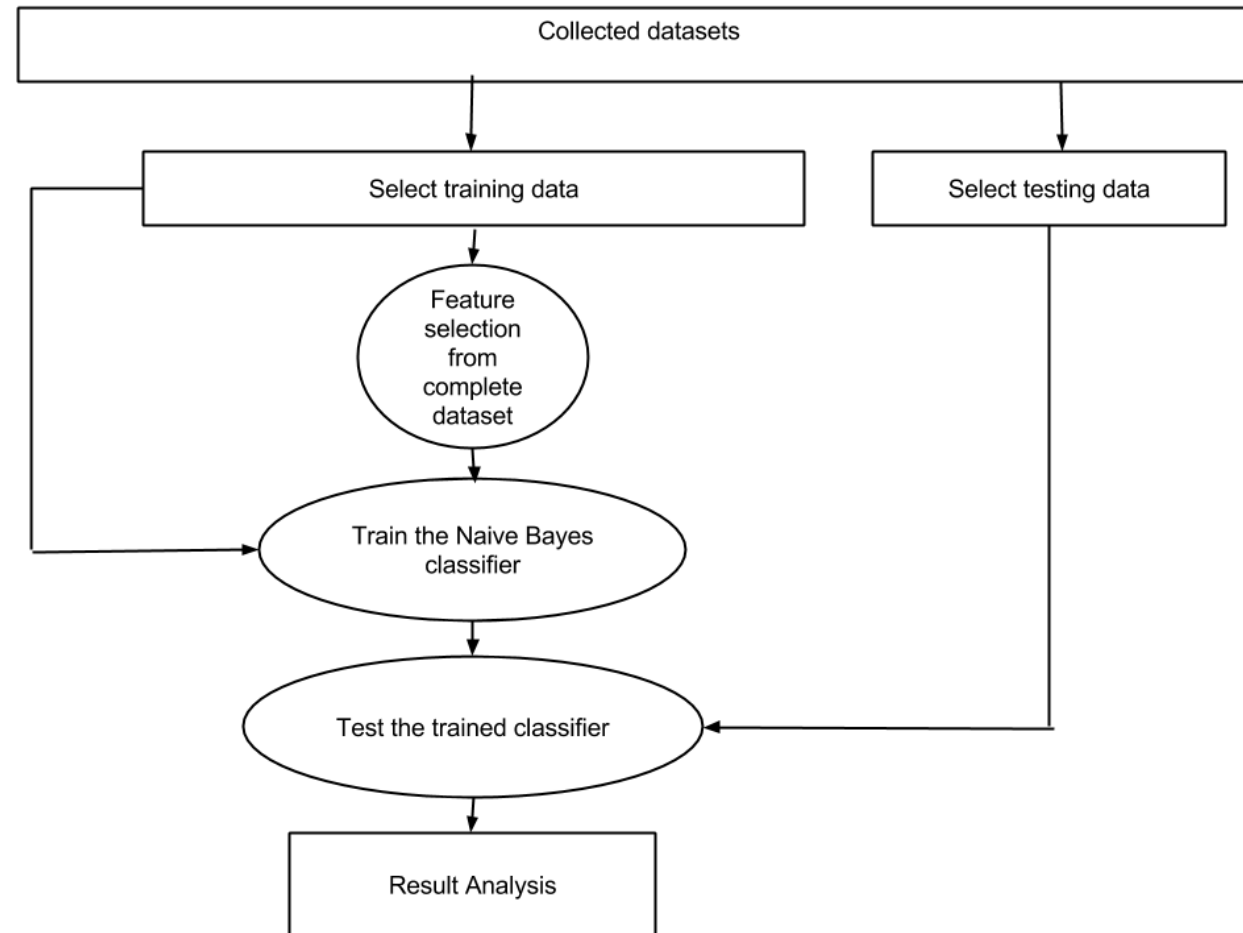 Collected datasets
Select training data
Select testing data
Feature
selection
from
complete
dataset
Train the Naive Bayes
classifier
Test the trained classifier
Result Analysis